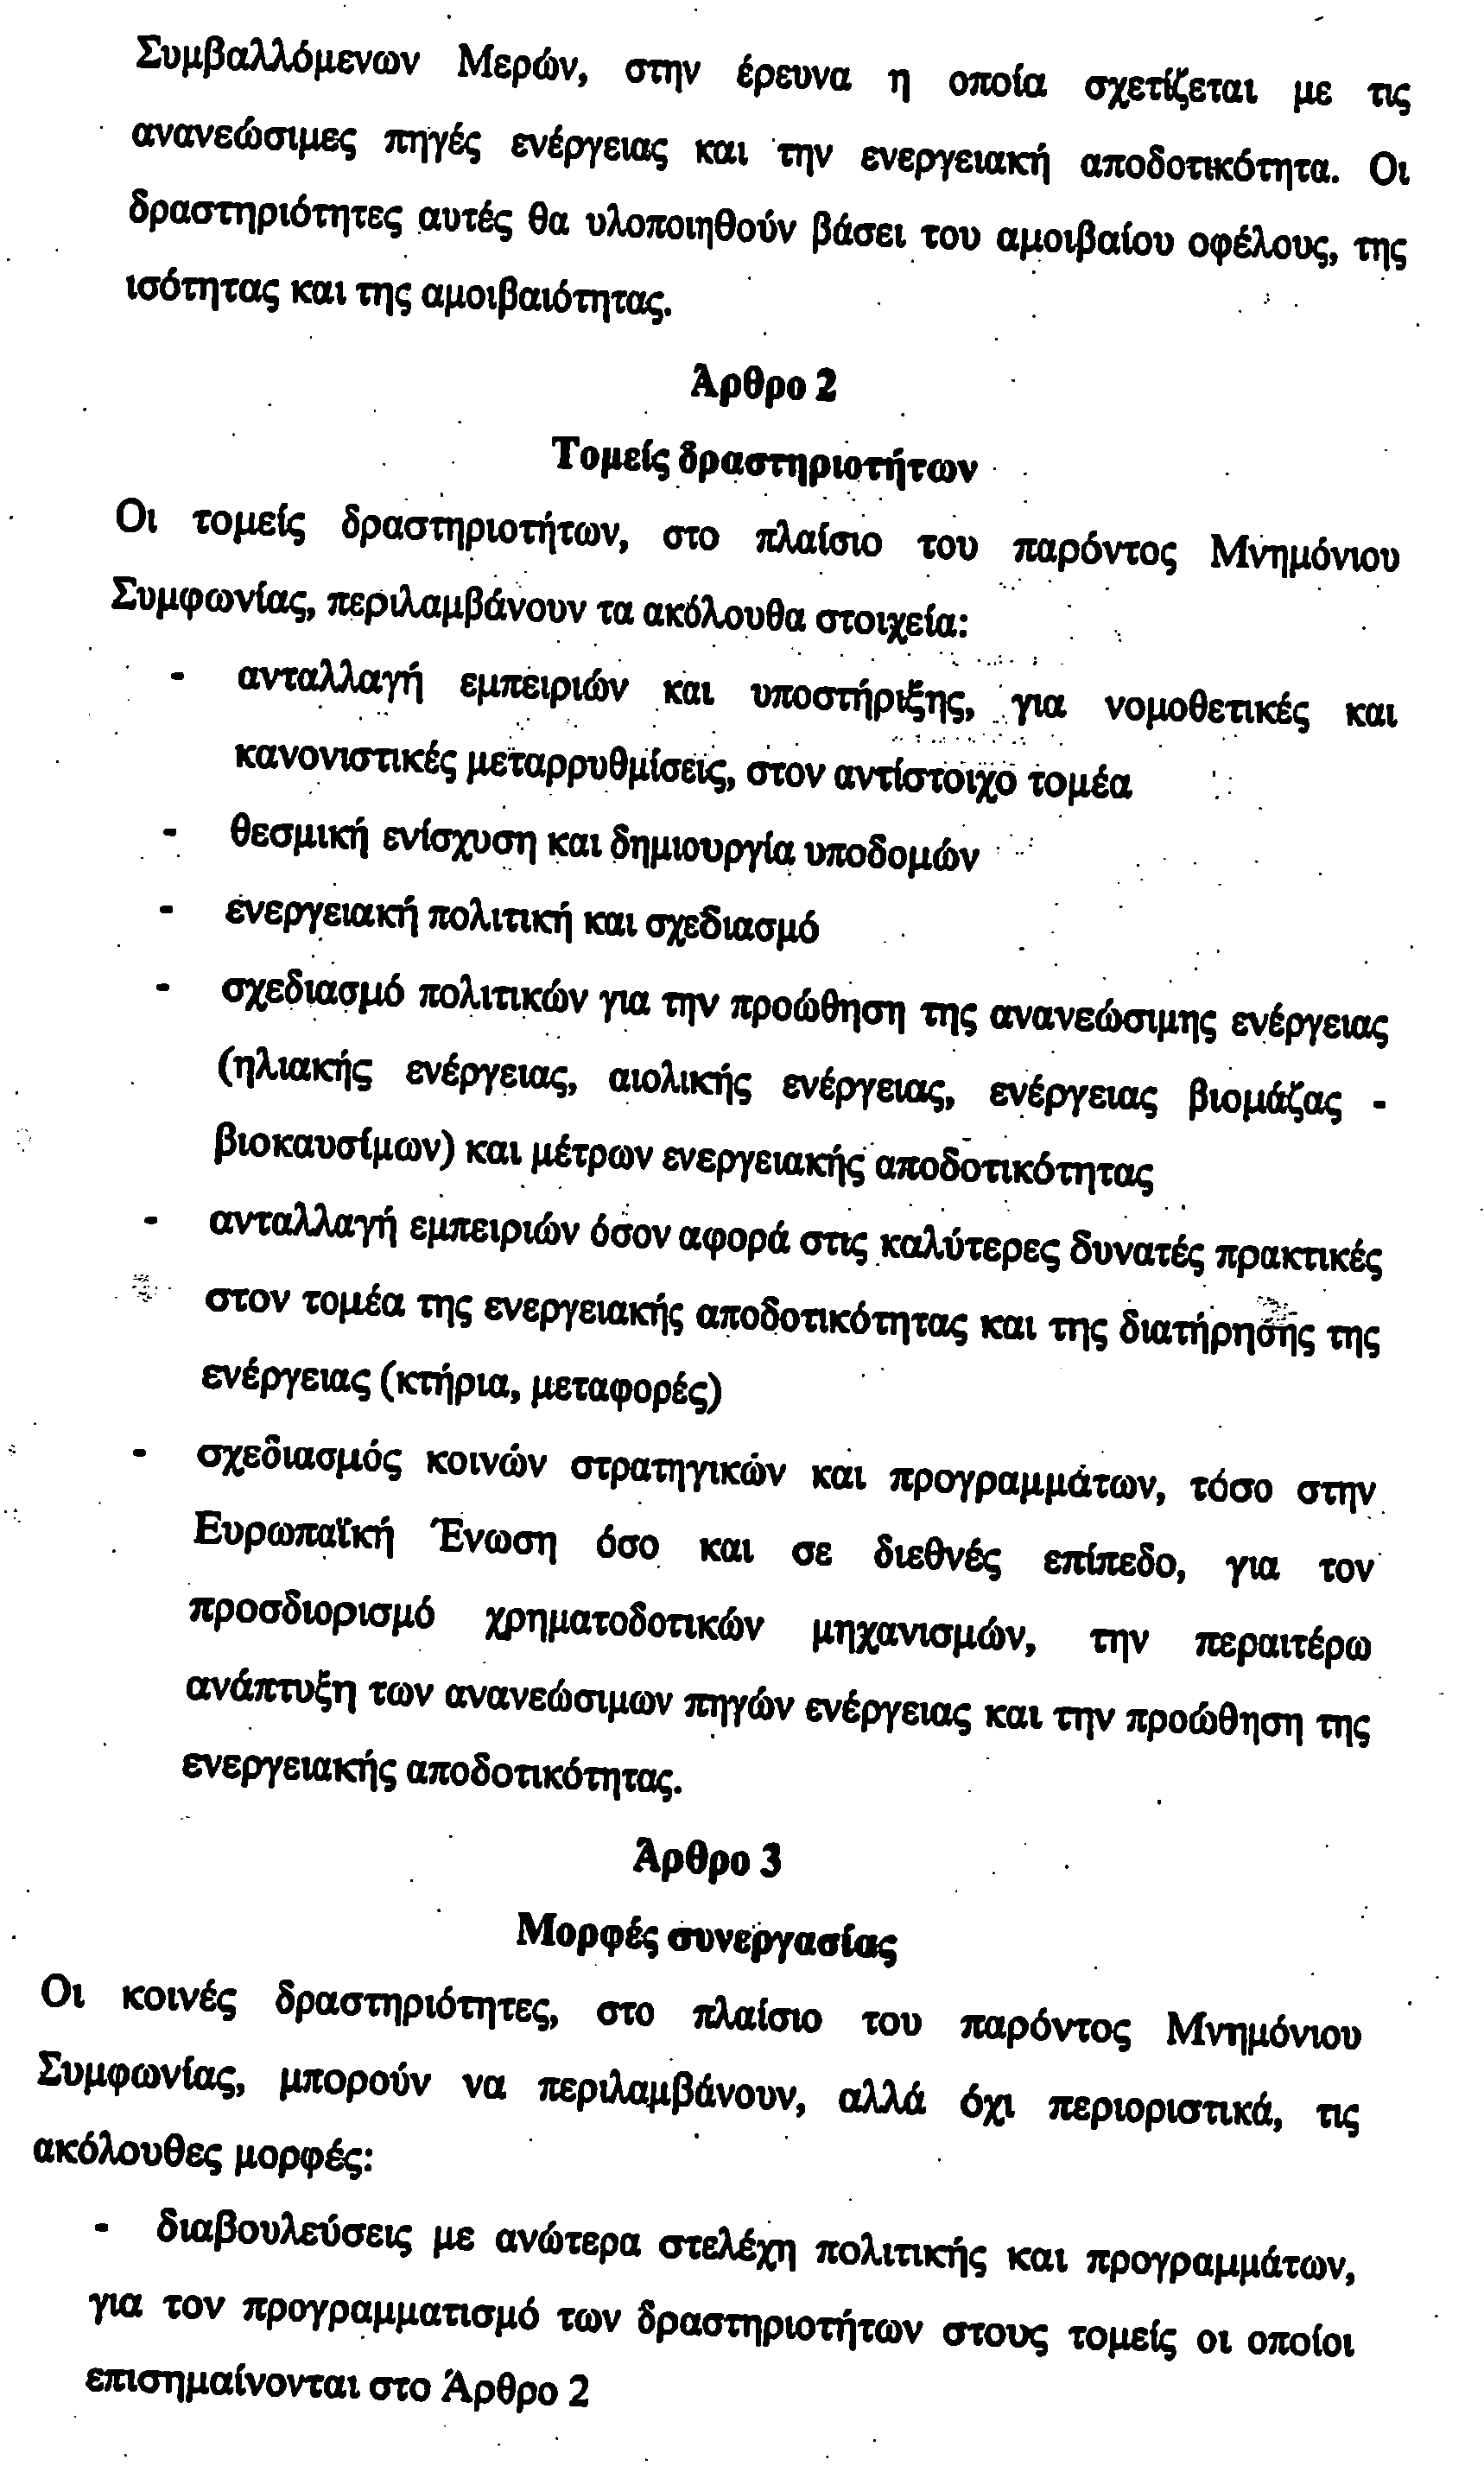 Συμβαλλόμενων Μερών, στην έρευνα η οποία σχετίζεται με τις
ανανεώσιμες πηγές ενέργειας και την ενεργειακή αποδοτικότητα. Οι
δραστηριότητες αυτές θα υλοποιηθούν βάσει του αμοιβαίου οφέλους, της
ισότητας και της αμοιβαιότητας.
Άρθρο 2
Τομείς δραστηριοτήτων
Οι τομείς δραστηριοτήτων, στο πλαίσιο του παρόντος Μνημόνιου
Συμφωνίας, περιλαμβάνουν τα ακόλουθα στοιχεία:
- ανταλλαγή εμπειριών και υποστήριξης, για νομοθετικές και
κανονιστικές μεταρρυθμίσεις, στον αντίστοιχο τομέα
- θεσμική ενίσχυση και δημιουργία υποδομών
- ενεργειακή πολιτική και σχεδιασμό
- σχεδιασμό πολιτικών για την προώθηση της ανανεώσιμης ενέργειας
(ηλιακής ενέργειας, αιολικής ενέργειας, ενέργειας βιομάζας -
βιοκαυσίμων) και μέτρων ενεργειακής αποδοτικότητας
- ανταλλαγή εμπειριών όσον αφορά στις καλύτερες δυνατές πρακτικές
στον τομέα της ενεργειακής αποδοτικότητας και της διατήρησης της
ενέργειας (κτήρια, μεταφορές)
- σχεδιασμός κοινών στρατηγικών και προγραμμάτων, τόσο στην
Ευρωπαϊκή Ένωση όσο και σε διεθνές επίπεδο, για τον
προσδιορισμό χρηματοδοτικών μηχανισμών, την περαιτέρω
ανάπτυξη των ανανεώσιμων πηγών ενέργειας και την προώθηση της
ενεργειακής αποδοτικότητας.
Άρθρο 3
Μορφές συνεργασίας
Οι κοινές δραστηριότητες, στο πλαίσιο του παρόντος Μνημόνιου
Συμφωνίας, μπορούν να περιλαμβάνουν, αλλά όχι περιοριστικά, τις
ακόλουθες μορφές:
- διαβουλεύσεις με ανώτερα στελέχη πολιτικής και προγραμμάτων,
για τον προγραμματισμό των δραστηριοτήτων στους τομείς οι οποίοι
επισημαίνονται στο Άρθρο 2